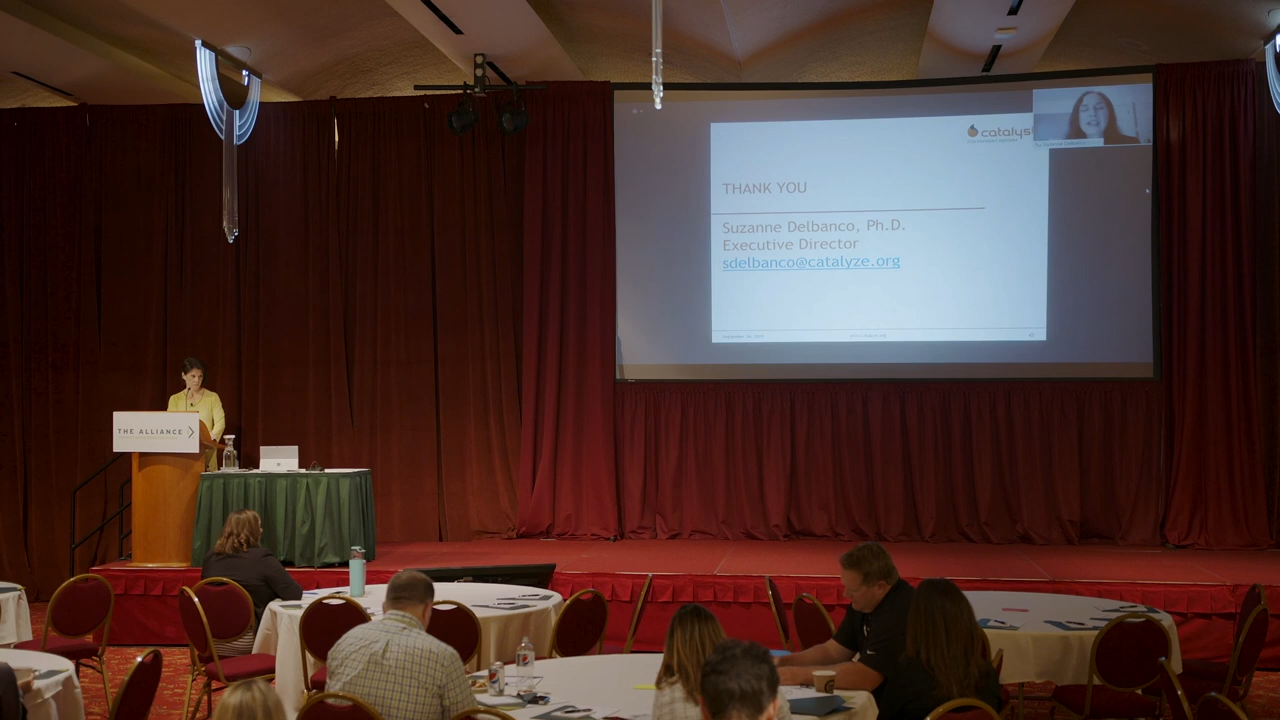 catalyst
THANK YOU
Suzanne Delbanco, Ph.D.
Executive Director
sdelbanco@catalyze.org
THE ALLIANCE